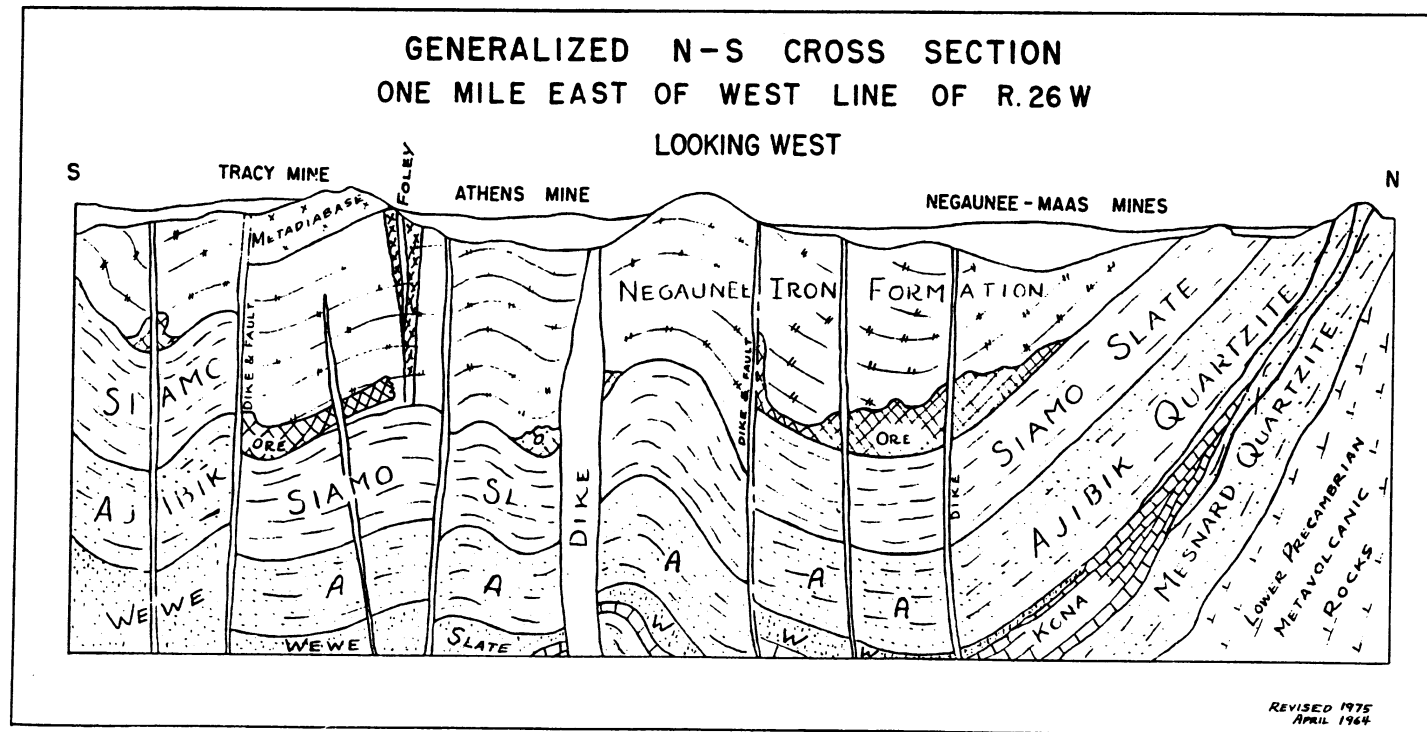 GENERALIZED N-S CROSS SECTION
ONE MILE EAST OF WEST LINE OF R.26 W
LOOKING WEST
S
TRACY MINE
FOLEY
ATHENS MINE
NEGAUNEE-MAAS MINES
N
METADIABASE
NEGAUNEE IRON FORMATION
DIKE & FAULT
DIKE & FAULT
SIAMO
ORE
O
ORE
SIAMO SLATE
AJIBIK
SIAMO
SL
DIKE
DIKE
AJIBIK QUARTZITE
MESNARD QUARTZITE
LOWER PRECAMBRIAN
METAVOLCANIC
ROCKS
A
A
A
A
A
KONA
WEWE
WEWE
SLATE
W
W
W
REVISED 1975
APRIL 1964